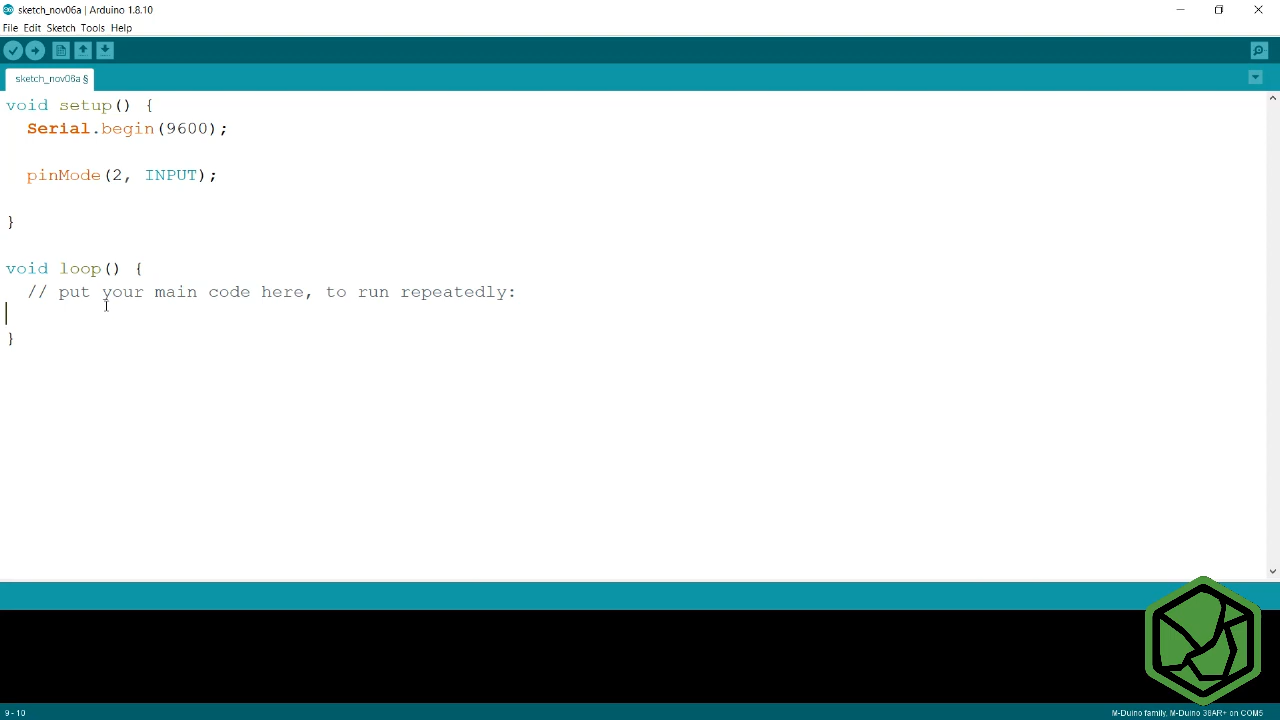 sketch_nov06a | Arduino 1.8.10
File Edit Sketch Tools Help
sketch_nov06a §
void setup() {
  Serial.begin(9600);
  pinMode(2, INPUT);
}
void loop() {
  // put your main code here, to run repeatedly:
}
9 - 10
M-Duino family, M-Duino 38AR+ on COM5